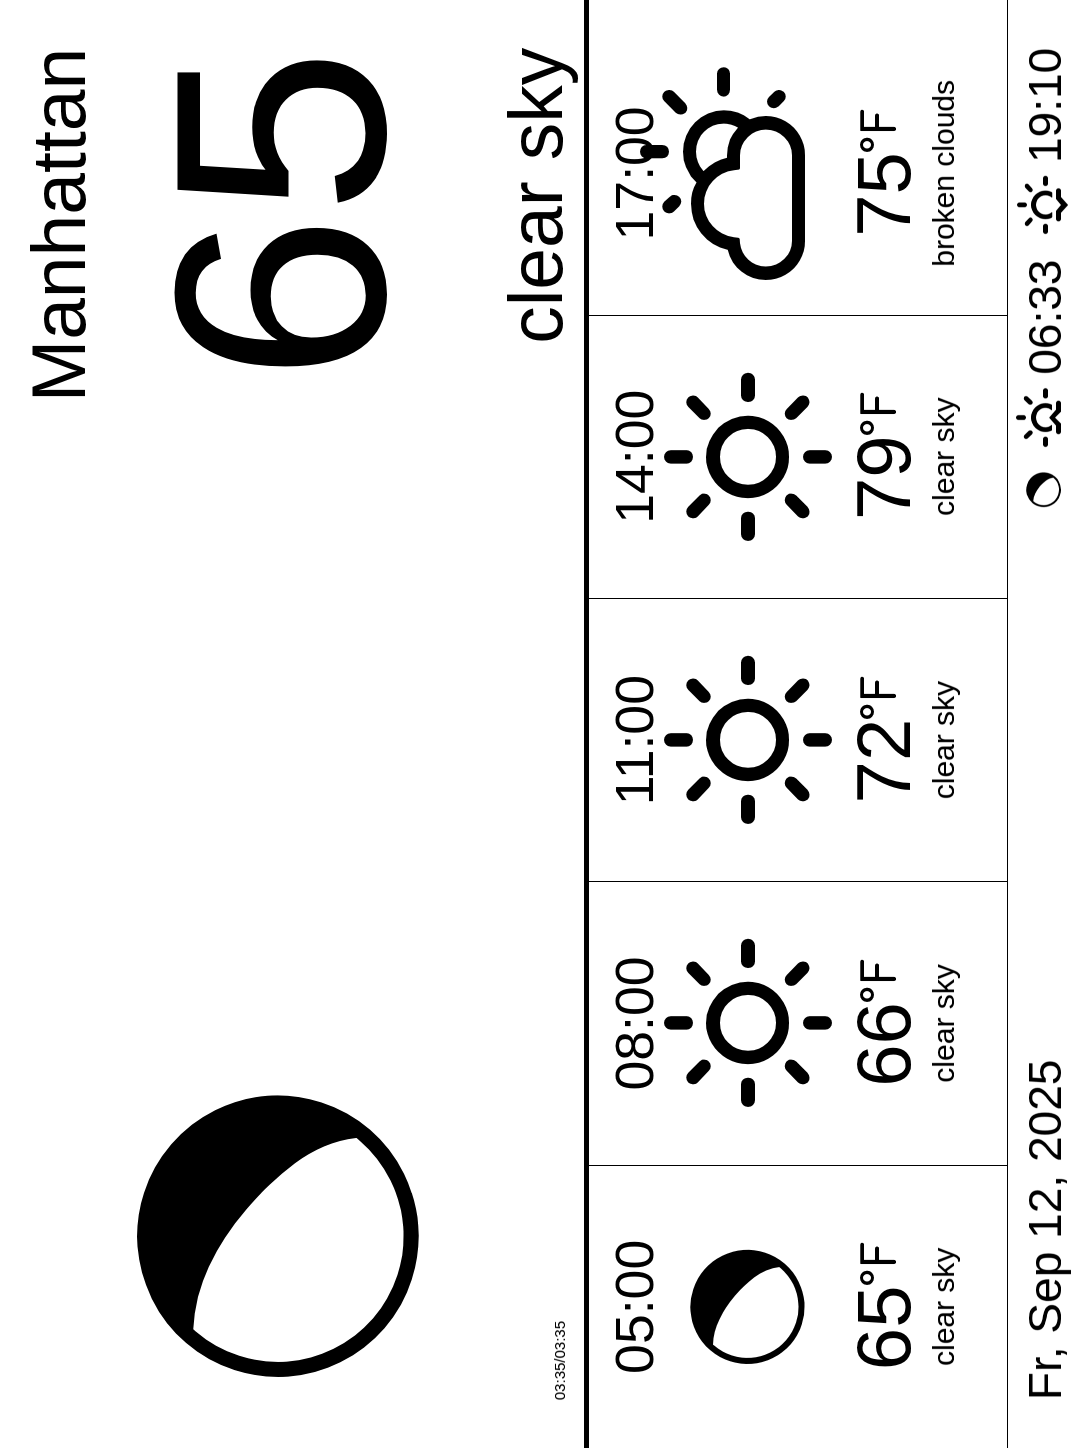 Manhattan
65
clear sky
03:35/03:35
05:00
65°F
clear sky
08:00
66°F
clear sky
11:00
72°F
clear sky
14:00
79°F
clear sky
17:00
75°F
broken clouds
Fr, Sep 12, 2025
06:33
19:10